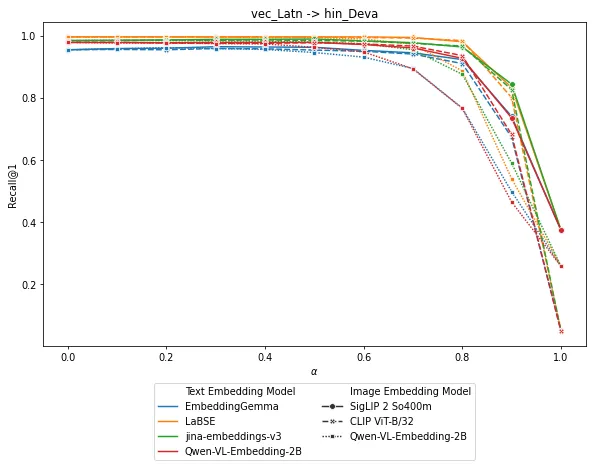 vec_Latn -> hin_Deva
1.0
0.8
0.6
0.4
0.2
Recall@1
0.0 0.2 0.4 0.6 0.8 1.0
α
Text Embedding Model Image Embedding Model
EmbeddingGemma SigLIP 2 So400m
LaBSE CLIP ViT-B/32
jina-embeddings-v3 Qwen-VL-Embedding-2B
Qwen-VL-Embedding-2B